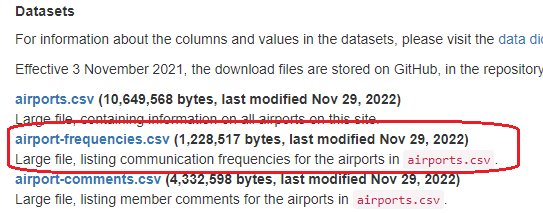 Datasets
For information about the columns and values in the datasets, please visit the data dic
Effective 3 November 2021, the download files are stored on GitHub, in the repository
airports.csv (10,649,568 bytes, last modified Nov 29, 2022)
Large file, containing information on all airports on this site.
airport-frequencies.csv (1,228,517 bytes, last modified Nov 29, 2022)
Large file, listing communication frequencies for the airports in airports.csv .
airport-comments.csv (4,332,598 bytes, last modified Nov 29, 2022)
Large file, listing member comments for the airports in airports.csv .